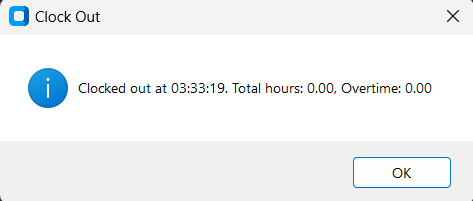 Clock Out
Clocked out at 03:33:19. Total hours: 0.00, Overtime: 0.00
OK